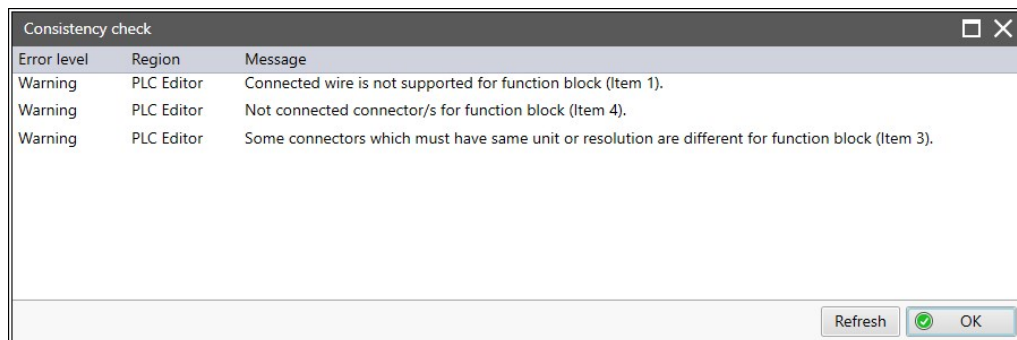 Consistency check
Error level Region Message
Warning PLC Editor Connected wire is not supported for function block (Item 1).
Warning PLC Editor Not connected connector/s for function block (Item 4).
Warning PLC Editor Some connectors which must have same unit or resolution are different for function block (Item 3).
Refresh OK